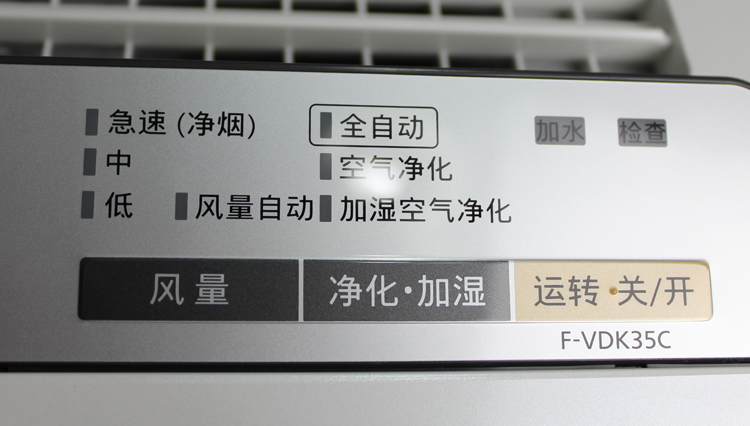 急速 (净烟) 全自动 加水 检查
中 空气净化
低 风量自动 加湿空气净化
风量 净化·加湿 运转·关/开
F-VDK35C